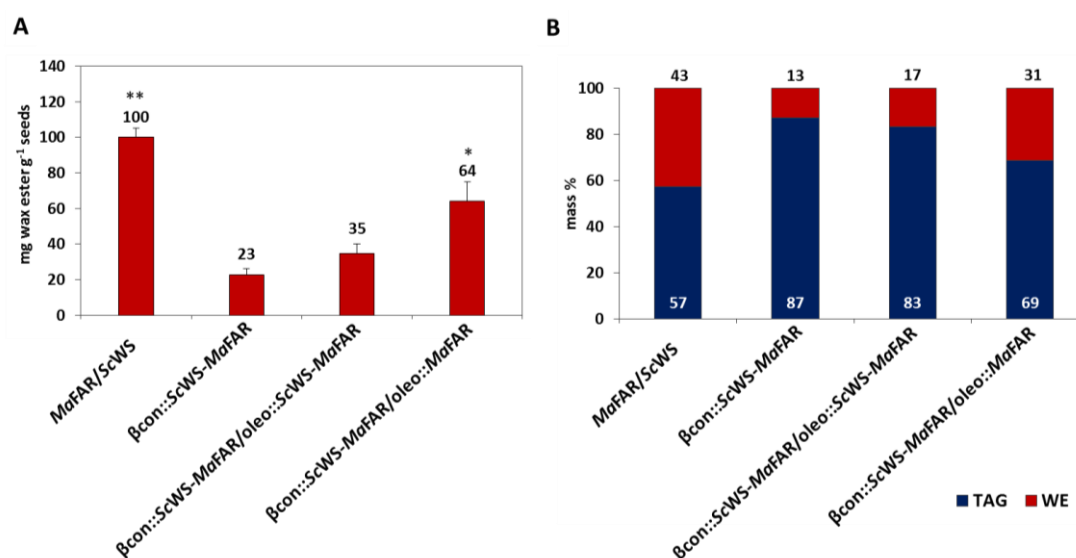 A
mg wax ester g⁻¹ seeds
140
120
100
80
60
40
20
0
**
100
23
35
*
64
MaFAR/ScWS
βcon::ScWS-MaFAR
βcon::ScWS-MaFAR/oleo::ScWS-MaFAR
βcon::ScWS-MaFAR/oleo::MaFAR
B
mass %
100
80
60
40
20
0
43
13
17
31
57
87
83
69
MaFAR/ScWS
βcon::ScWS-MaFAR
βcon::ScWS-MaFAR/oleo::ScWS-MaFAR
βcon::ScWS-MaFAR/oleo::MaFAR
TAG WE